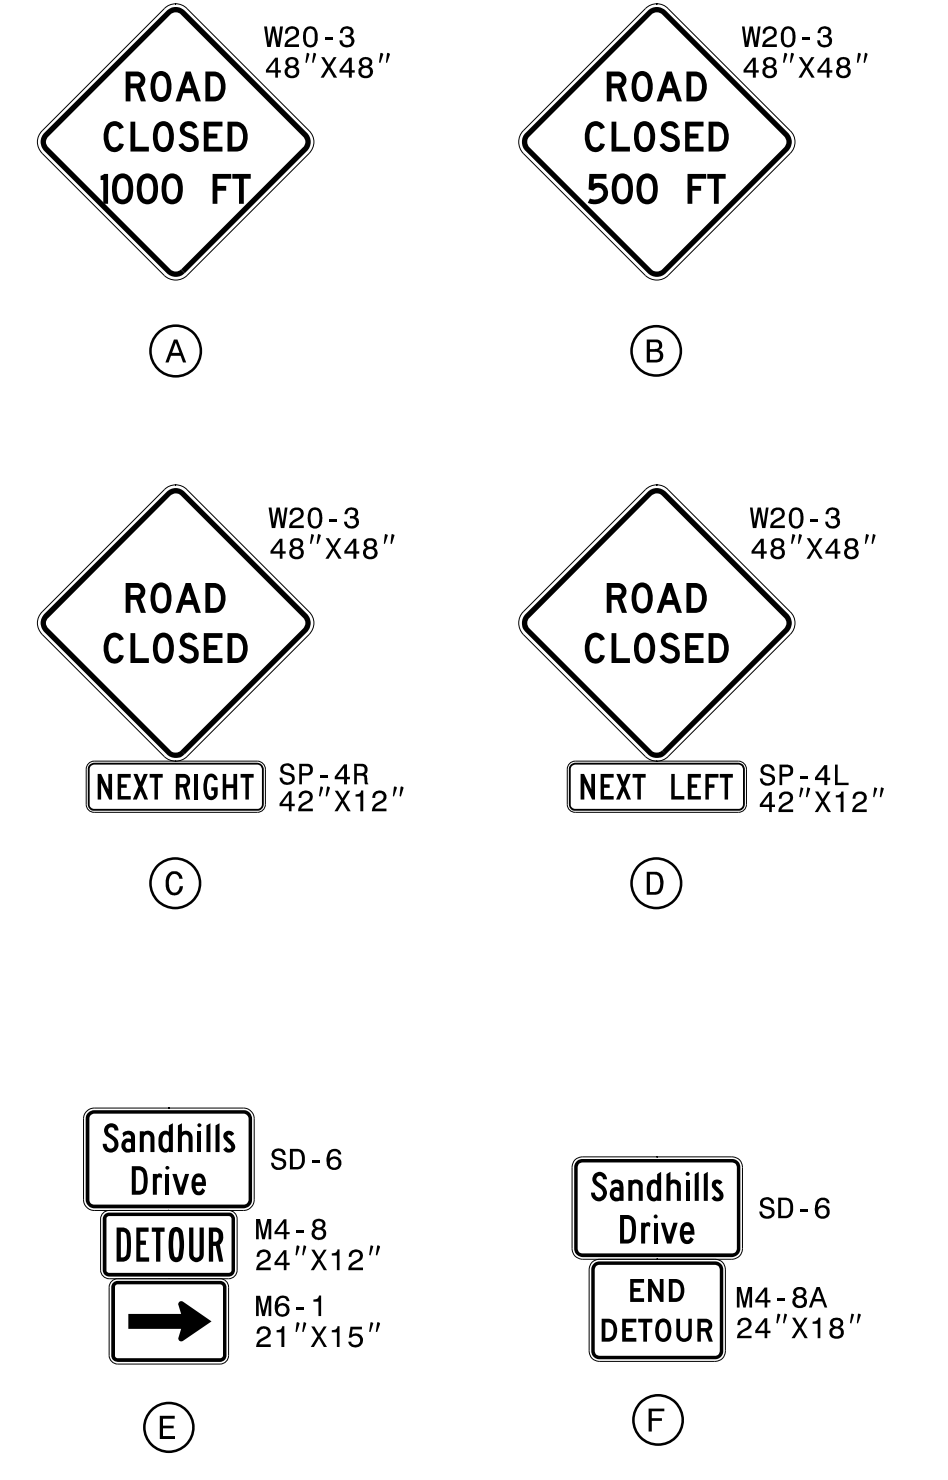 ROAD
CLOSED
1000 FT
W20-3
48"X48"
A
ROAD
CLOSED
500 FT
W20-3
48"X48"
B
ROAD
CLOSED
W20-3
48"X48"
NEXT RIGHT
SP-4R
42"X12"
C
ROAD
CLOSED
W20-3
48"X48"
NEXT LEFT
SP-4L
42"X12"
D
Sandhills
Drive
SD-6
DETOUR
M4-8
24"X12"
M6-1
21"X15"
E
Sandhills
Drive
SD-6
END
DETOUR
M4-8A
24"X18"
F